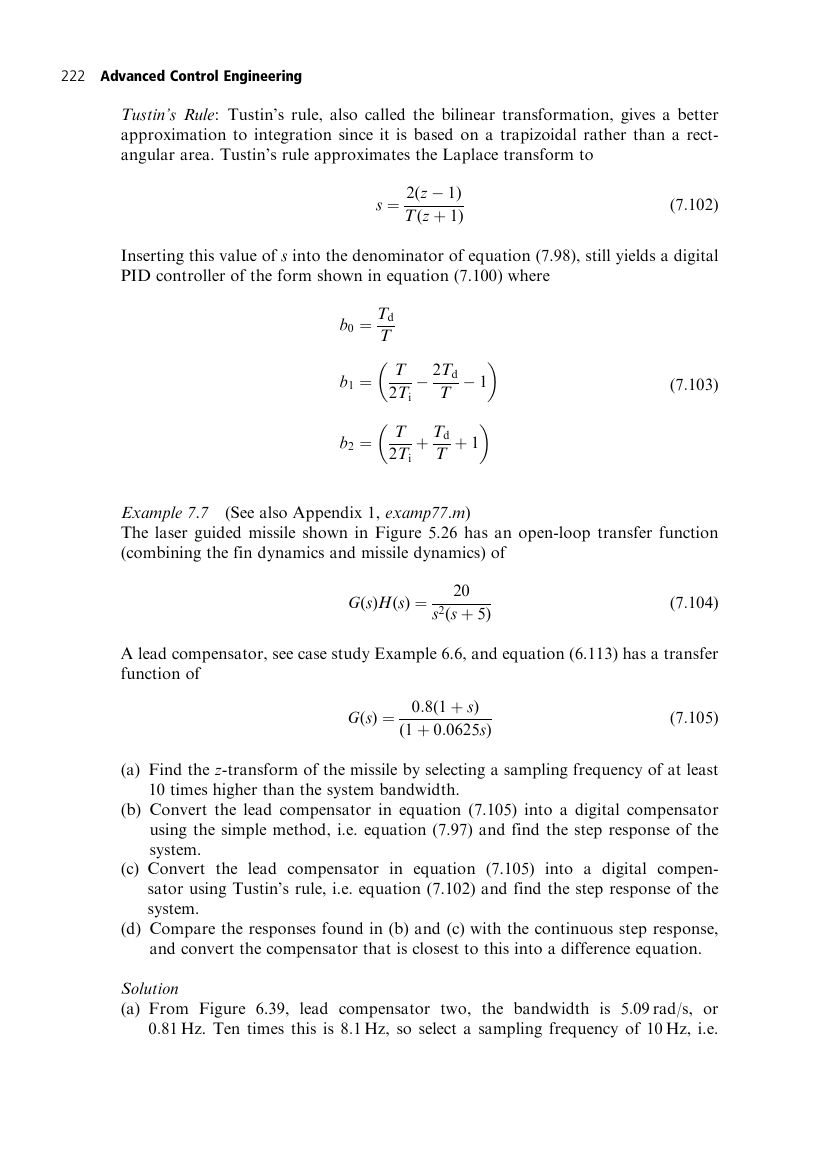 222 Advanced Control Engineering
Tustin's Rule: Tustin's rule, also called the bilinear transformation, gives a better
approximation to integration since it is based on a trapizoidal rather than a rect-
angular area. Tustin's rule approximates the Laplace transform to
s = 2(z − 1) / T(z + 1) (7.102)
Inserting this value of s into the denominator of equation (7.98), still yields a digital
PID controller of the form shown in equation (7.100) where
b₀ = T_d / T
b₁ = (T / 2T_i − 2T_d / T − 1) (7.103)
b₂ = (T / 2T_i + T_d / T + 1)
Example 7.7 (See also Appendix 1, examp77.m)
The laser guided missile shown in Figure 5.26 has an open-loop transfer function
(combining the fin dynamics and missile dynamics) of
G(s)H(s) = 20 / s²(s + 5) (7.104)
A lead compensator, see case study Example 6.6, and equation (6.113) has a transfer
function of
G(s) = 0.8(1 + s) / (1 + 0.0625s) (7.105)
(a) Find the z-transform of the missile by selecting a sampling frequency of at least
10 times higher than the system bandwidth.
(b) Convert the lead compensator in equation (7.105) into a digital compensator
using the simple method, i.e. equation (7.97) and find the step response of the
system.
(c) Convert the lead compensator in equation (7.105) into a digital compen-
sator using Tustin's rule, i.e. equation (7.102) and find the step response of the
system.
(d) Compare the responses found in (b) and (c) with the continuous step response,
and convert the compensator that is closest to this into a difference equation.
Solution
(a) From Figure 6.39, lead compensator two, the bandwidth is 5.09 rad/s, or
0.81 Hz. Ten times this is 8.1 Hz, so select a sampling frequency of 10 Hz, i.e.